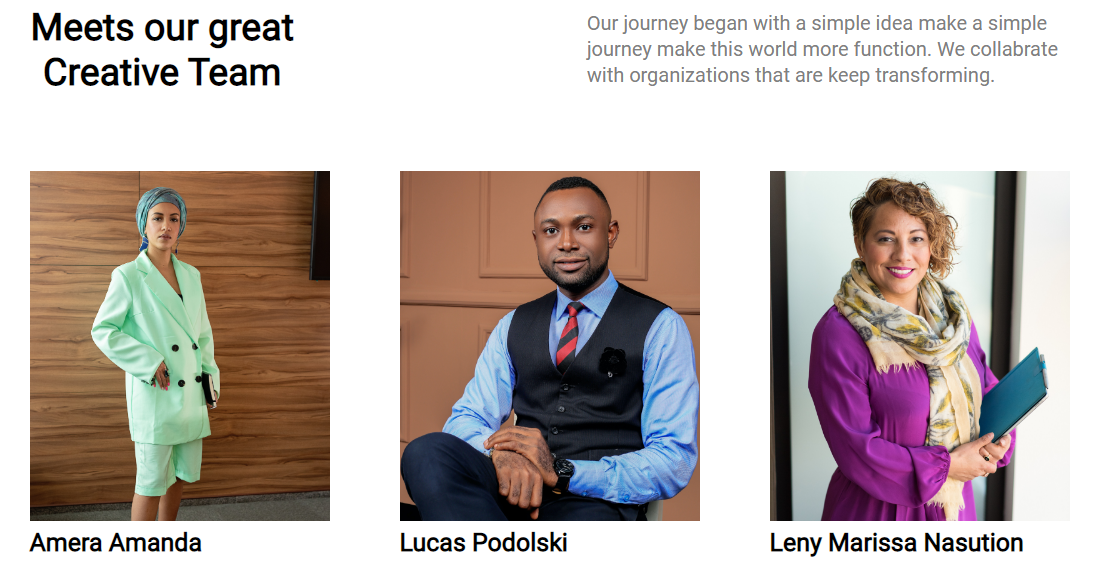 Meets our great
Creative Team
Our journey began with a simple idea make a simple
journey make this world more function. We collabrate
with organizations that are keep transforming.
Amera Amanda
Lucas Podolski
Leny Marissa Nasution